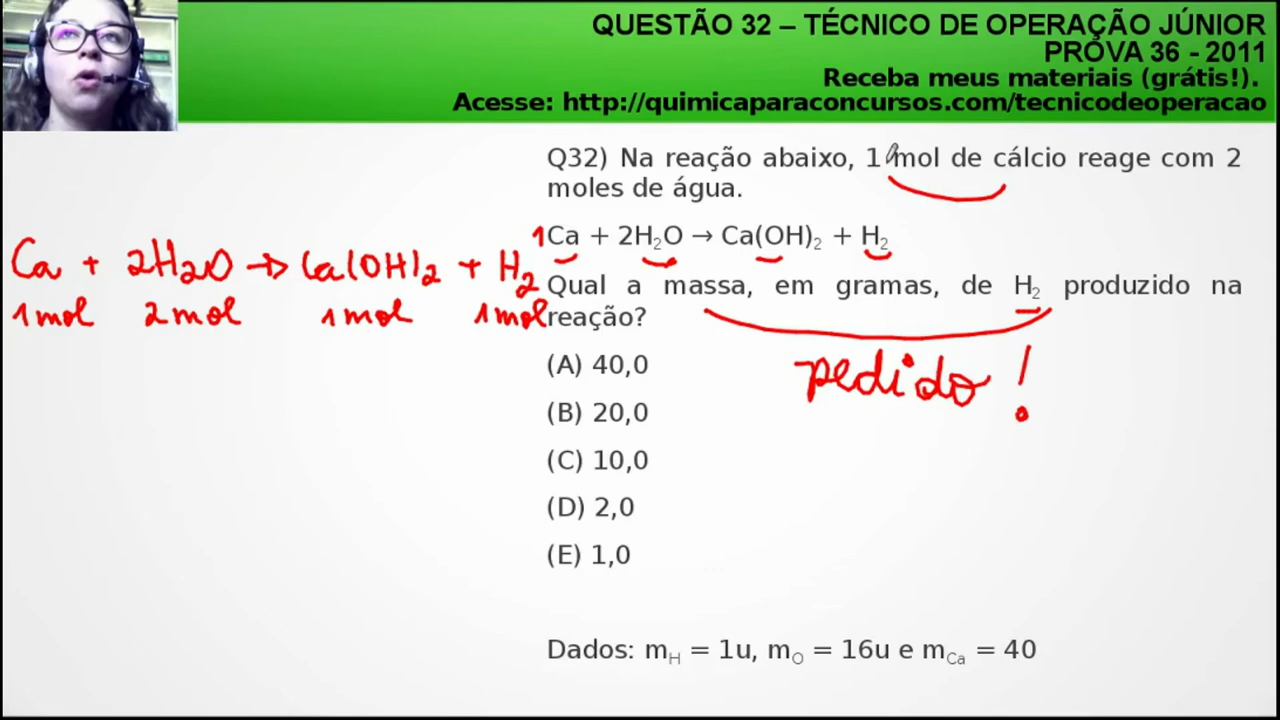 QUESTÃO 32 – TÉCNICO DE OPERAÇÃO JÚNIOR
PROVA 36 - 2011
Receba meus materiais (grátis!).
Acesse: http://quimicaparaconcursos.com/tecnicodeoperacao
Q32) Na reação abaixo, 1 mol de cálcio reage com 2
moles de água.
1Ca + 2H₂O → Ca(OH)₂ + H₂
Qual a massa, em gramas, de H₂ produzido na
reação?
pedido !
(A) 40,0
(B) 20,0
(C) 10,0
(D) 2,0
(E) 1,0
Dados: m_H = 1u, m_O = 16u e m_Ca = 40
Ca + 2H₂O → Ca(OH)₂ + H₂
1mol 2mol 1mol 1mol